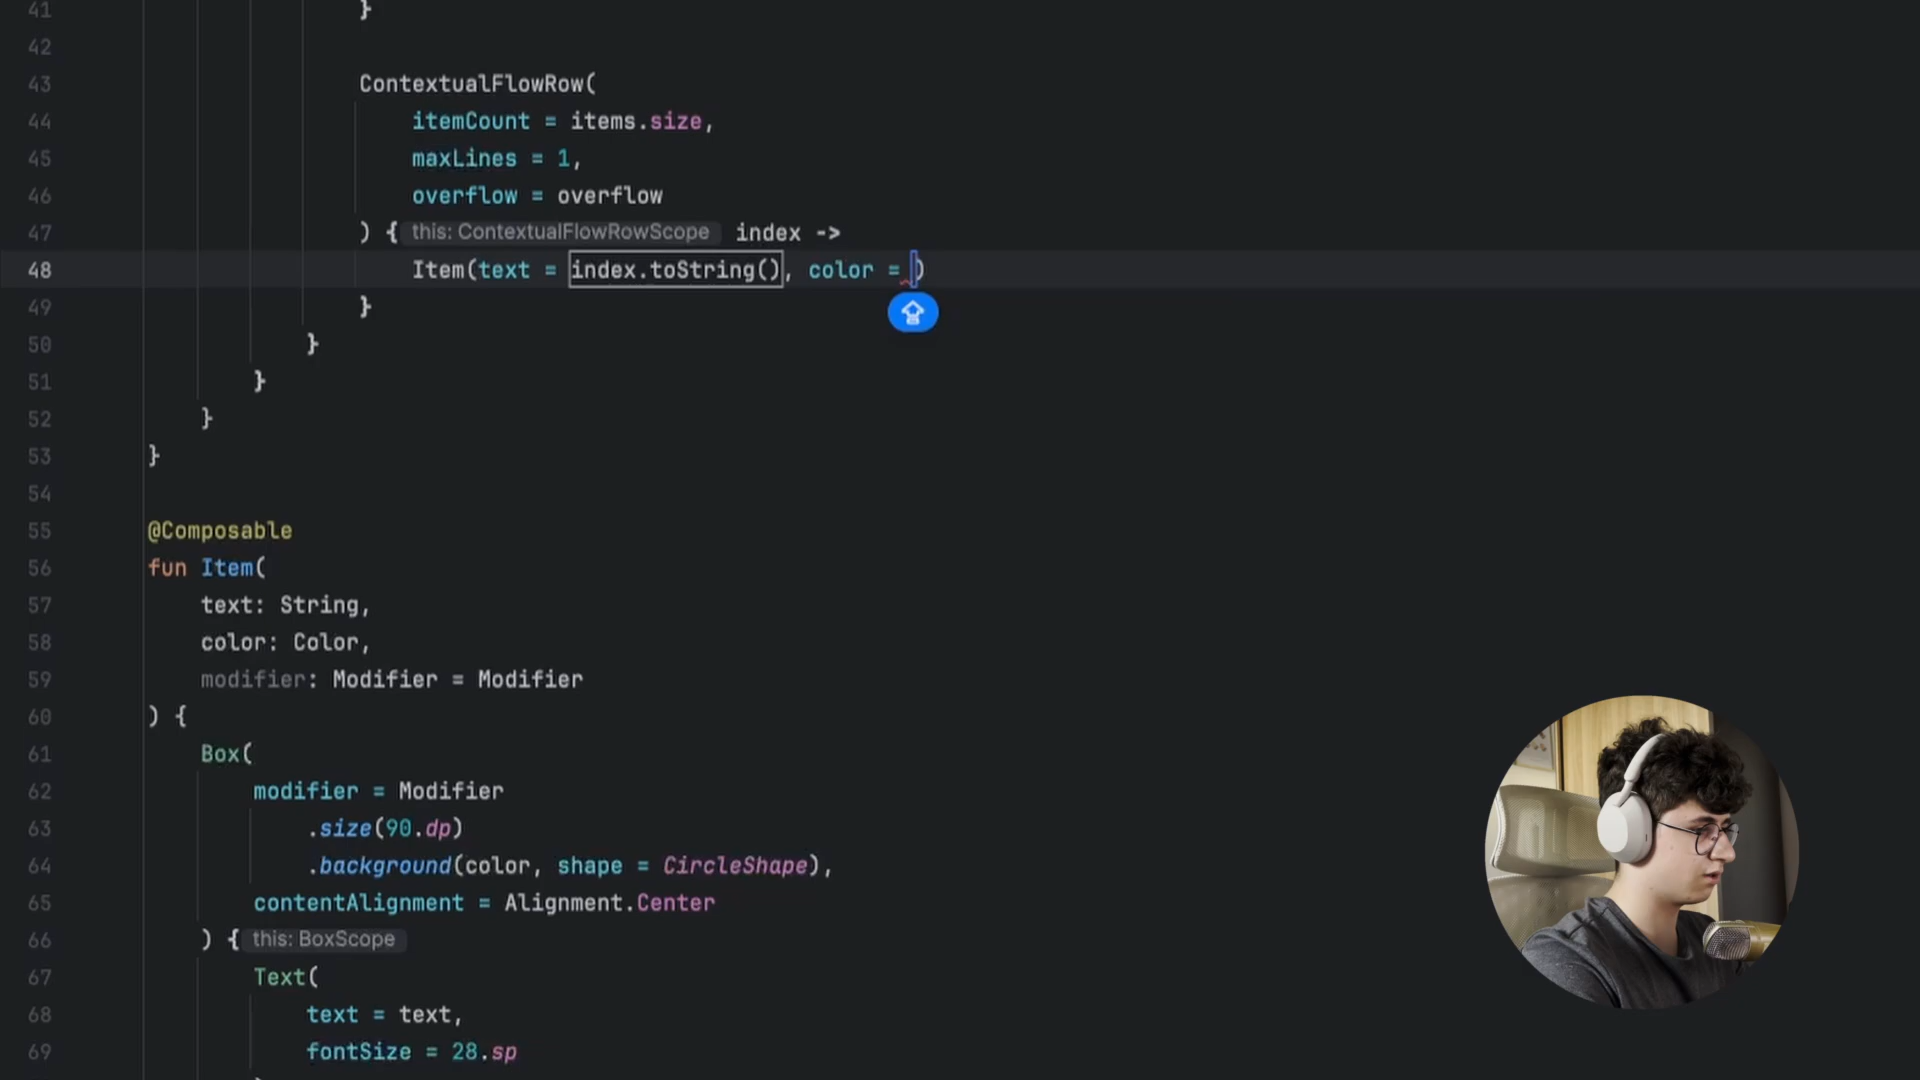 41 }
42
43 ContextualFlowRow(
44 itemCount = items.size,
45 maxLines = 1,
46 overflow = overflow
47 ) { this: ContextualFlowRowScope index ->
48 Item(text = index.toString(), color = )
49 }
50 }
51 }
52 }
53 }
54
55 @Composable
56 fun Item(
57 text: String,
58 color: Color,
59 modifier: Modifier = Modifier
60 ) {
61 Box(
62 modifier = Modifier
63 .size(90.dp)
64 .background(color, shape = CircleShape),
65 contentAlignment = Alignment.Center
66 ) { this: BoxScope
67 Text(
68 text = text,
69 fontSize = 28.sp